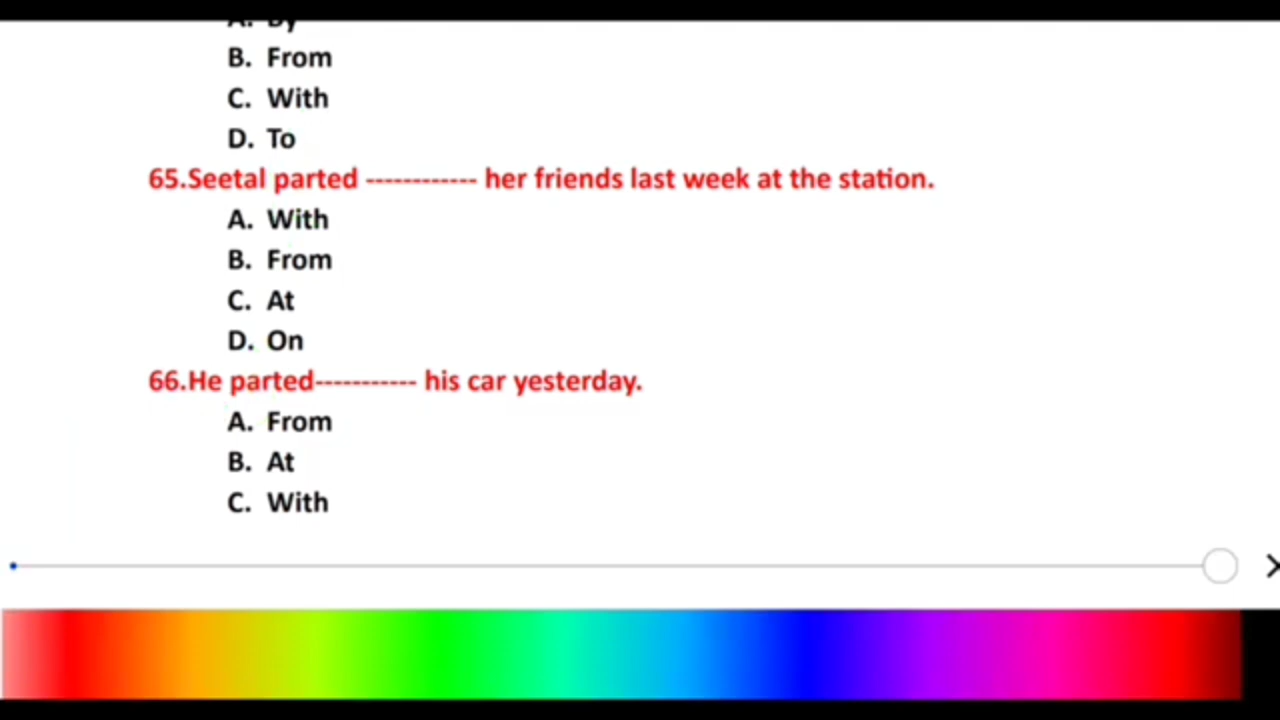 A. By
B. From
C. With
D. To
65.Seetal parted ------------ her friends last week at the station.
A. With
B. From
C. At
D. On
66.He parted----------- his car yesterday.
A. From
B. At
C. With